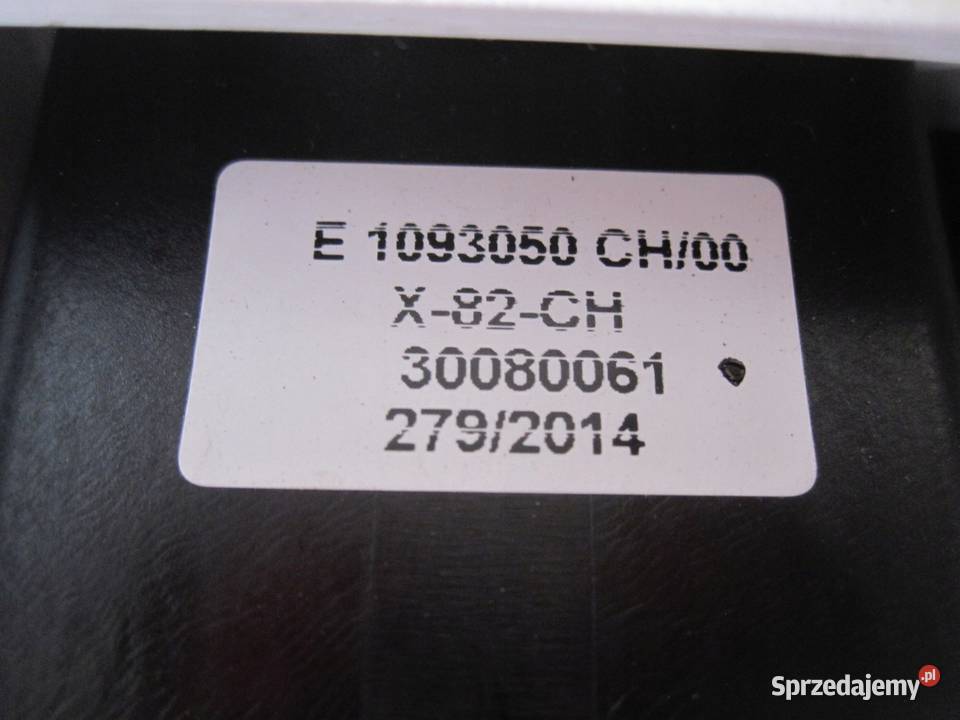 E 1093050 CH/00
X-82-CH
30080061
279/2014
Sprzedajemy.pl